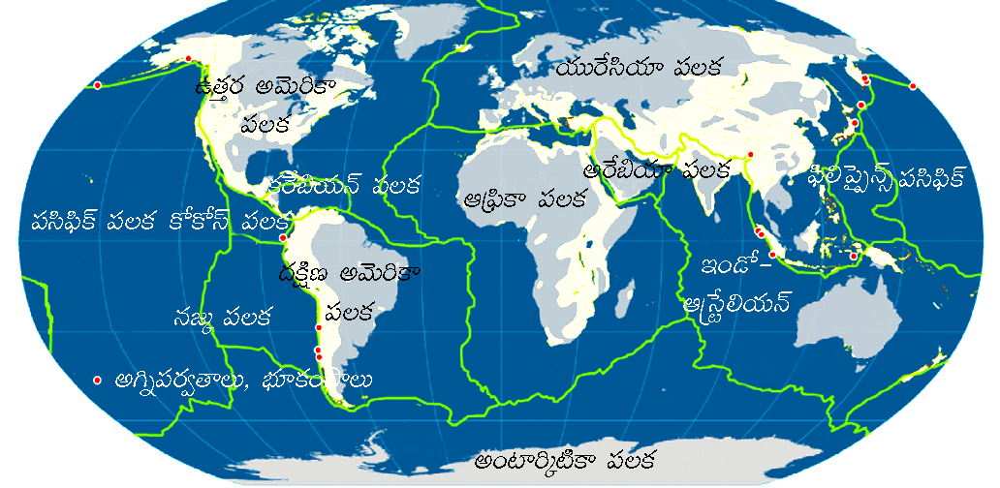 యురేసియా పలక
ఉత్తర అమెరికా
పలక
అరేబియా పలక
ఫిలిప్పైన్స్ పసిఫిక్
కరేబియన్ పలక
ఆఫ్రికా పలక
పసిఫిక్ పలక కోకోస్ పలక
ఇండో-
ఆస్ట్రేలియన్
దక్షిణ అమెరికా
పలక
నజ్కు పలక
అగ్నిపర్వతాలు, భూకంపాలు
అంటార్కిటికా పలక